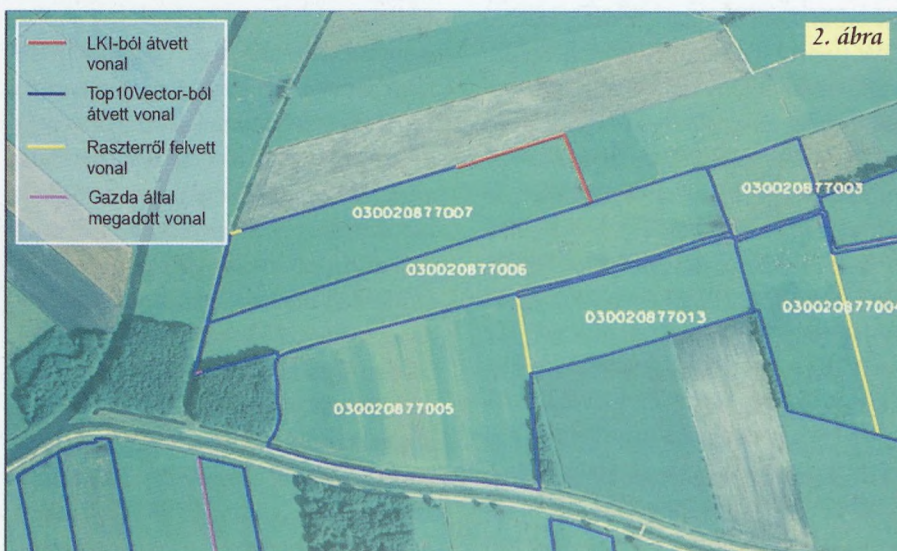 LKI-ból átvett
vonal
Top10Vector-ból
átvett vonal
Raszterről felvett
vonal
Gazda által
megadott vonal
2. ábra
030020877003
030020877007
030020877006
030020877004
030020877013
030020877005